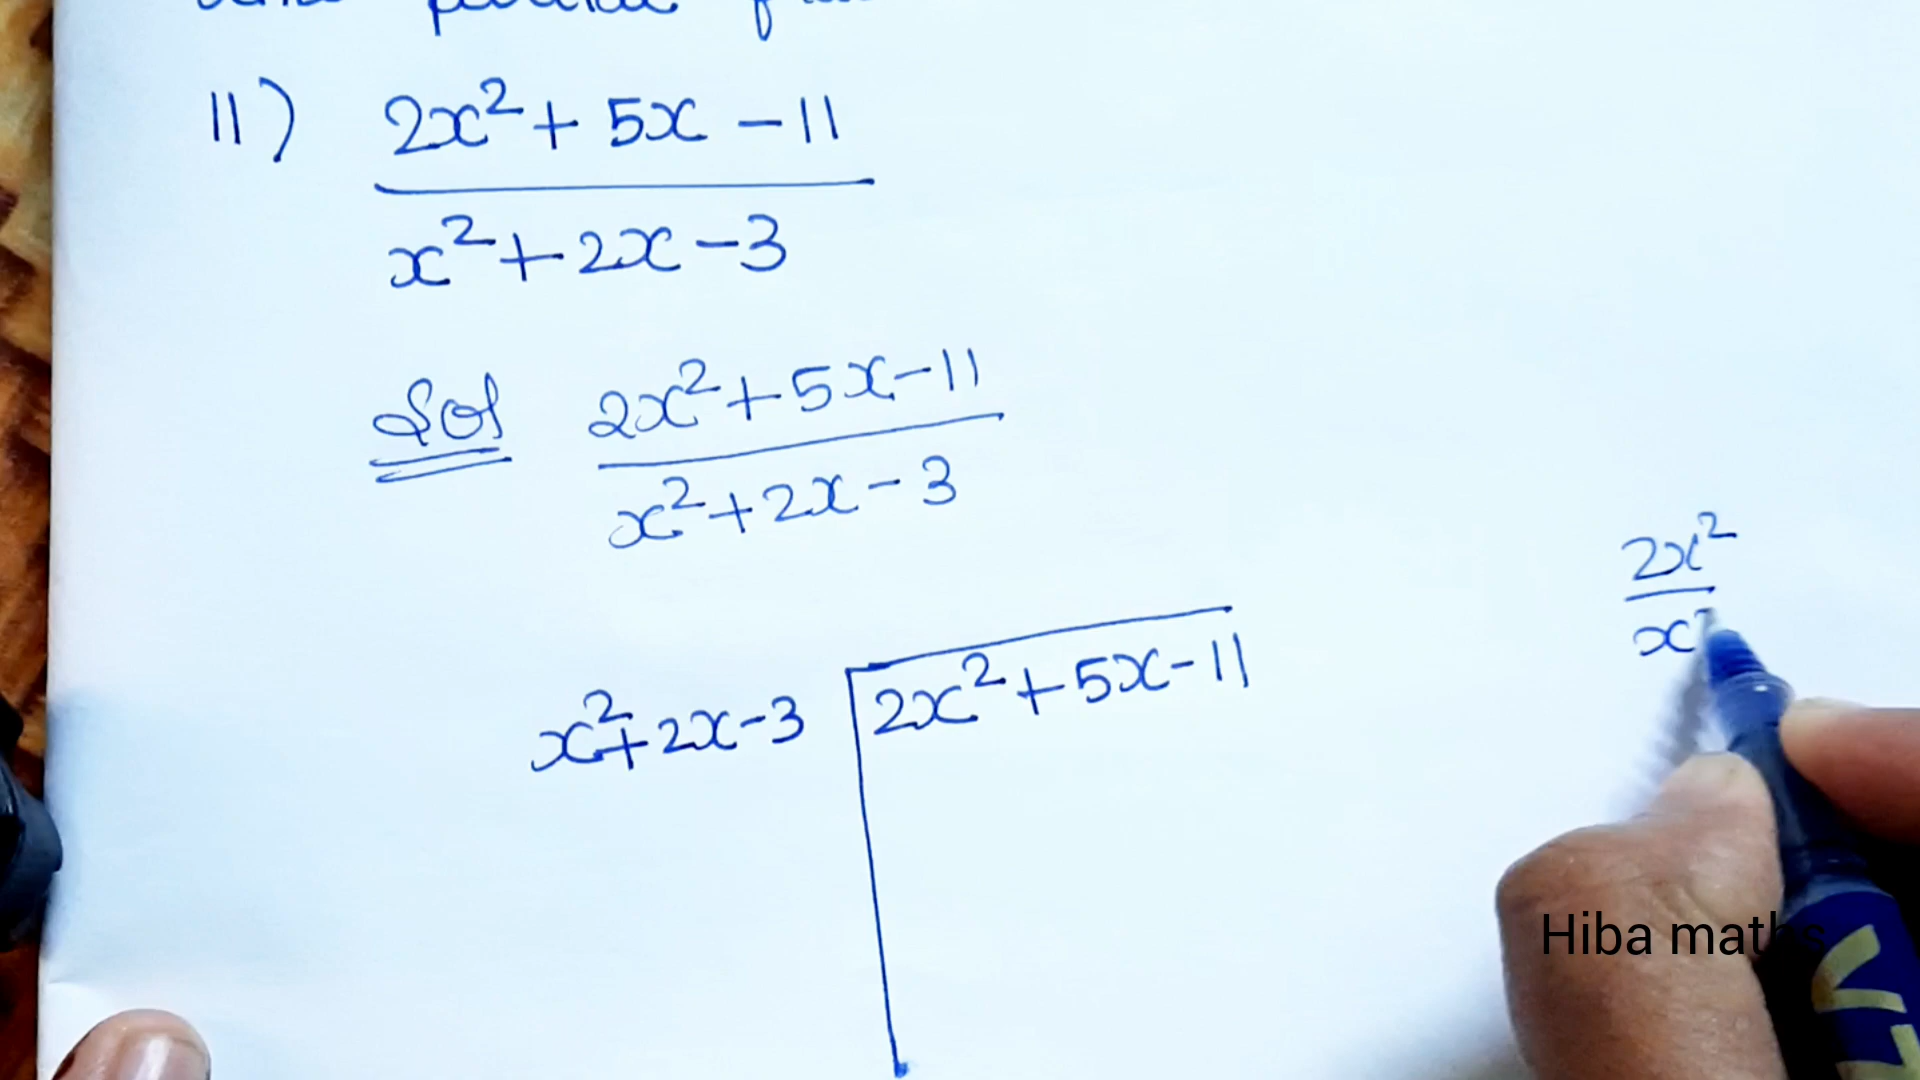 11) 2x² + 5x - 11
x² + 2x - 3
Sol 2x² + 5x - 11
x² + 2x - 3
2x²
x²
x² + 2x - 3 2x² + 5x - 11
Hiba maths